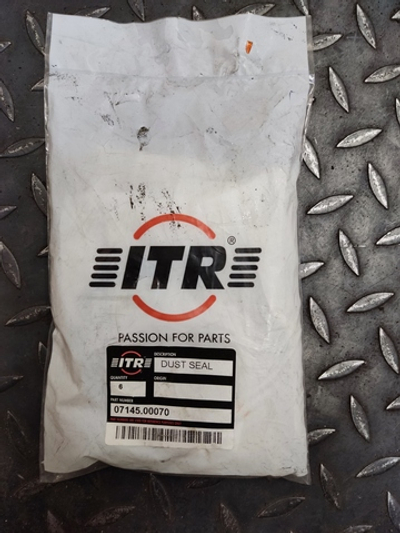 ITR®
PASSION FOR PARTS
ITR
DESCRIPTION
DUST SEAL
QUANTITY
ORIGIN
6
PART NUMBER
07145.00070